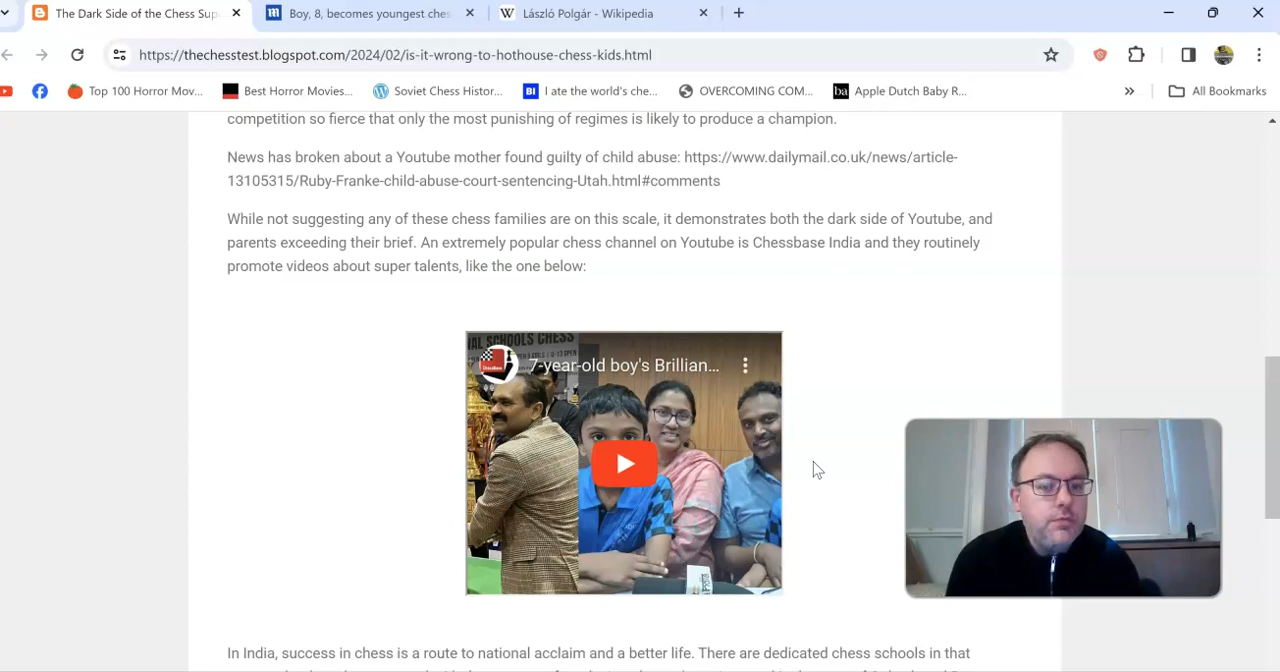 The Dark Side of the Chess Sup
Boy, 8, becomes youngest ches
László Polgár - Wikipedia
https://thechesstest.blogspot.com/2024/02/is-it-wrong-to-hothouse-chess-kids.html
Top 100 Horror Mov...
Best Horror Movies...
Soviet Chess Histor...
BI
I ate the world's che...
OVERCOMING COM...
ba
Apple Dutch Baby R...
All Bookmarks
competition so fierce that only the most punishing of regimes is likely to produce a champion.
News has broken about a Youtube mother found guilty of child abuse: https://www.dailymail.co.uk/news/article-
13105315/Ruby-Franke-child-abuse-court-sentencing-Utah.html#comments
While not suggesting any of these chess families are on this scale, it demonstrates both the dark side of Youtube, and
parents exceeding their brief. An extremely popular chess channel on Youtube is Chessbase India and they routinely
promote videos about super talents, like the one below:
NAL SCHOOLS CHESS
7-year-old boy's Brillian...
In India, success in chess is a route to national acclaim and a better life. There are dedicated chess schools in that